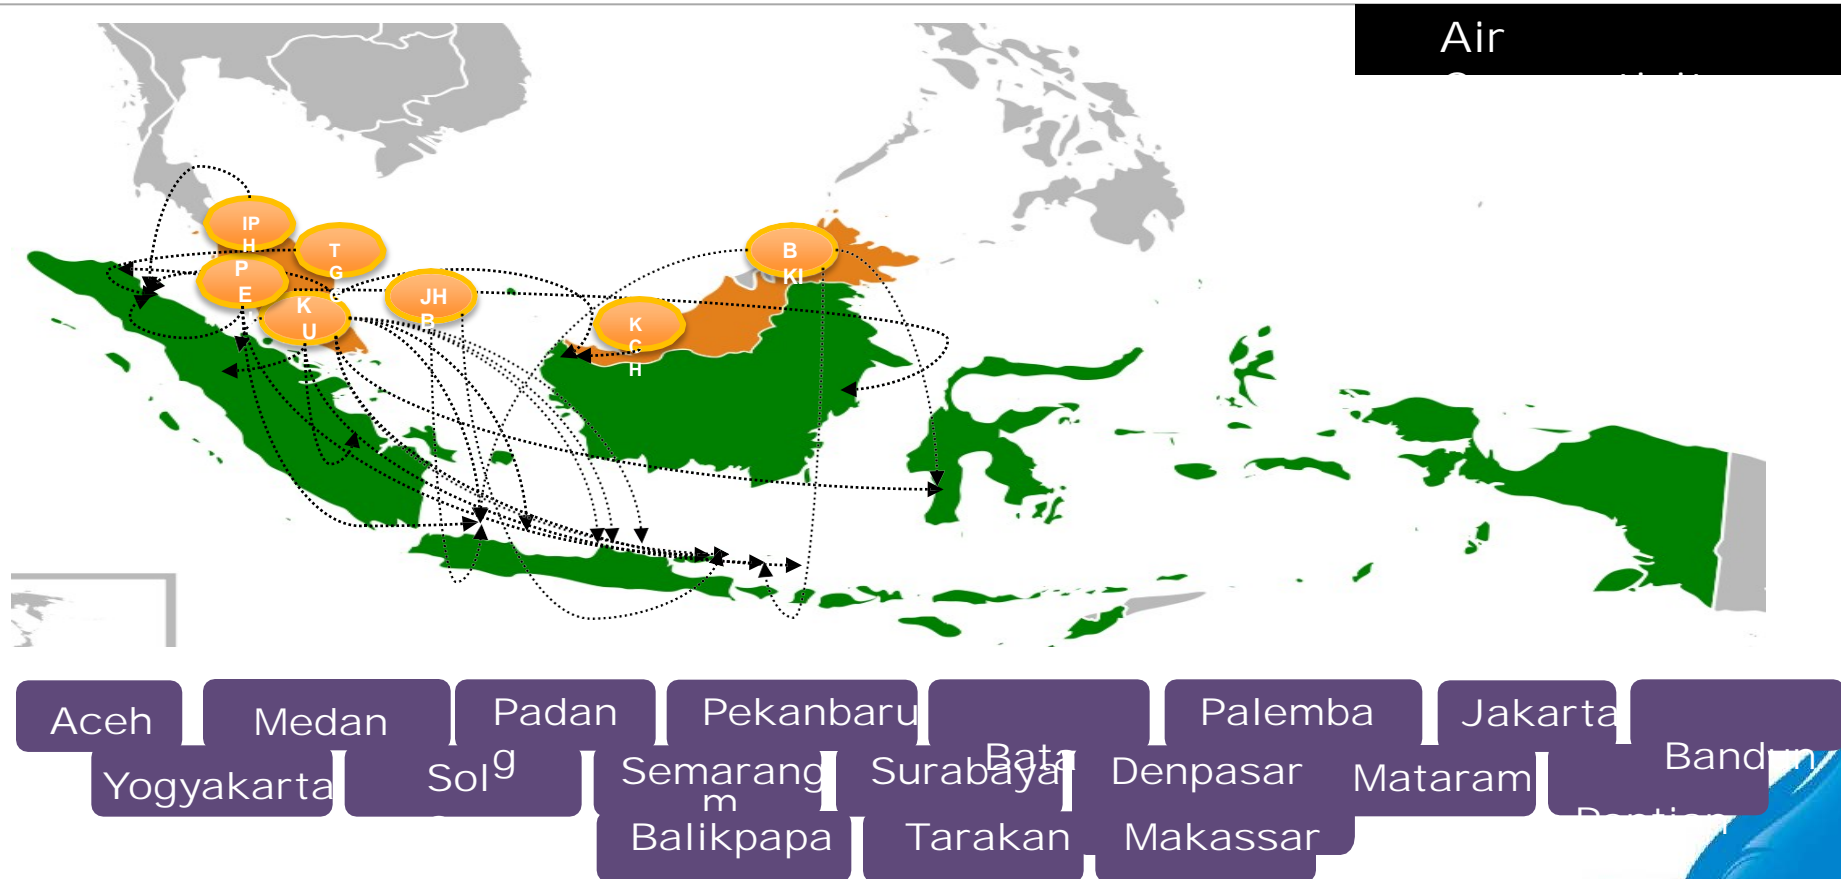 Air
IP
H
T
G
P
E
K
U
JH
B
K
C
H
B
KI
Aceh
Medan
Padan
g
Pekanbaru
Bata
m
Palemba
Jakarta
Bandun
Yogyakarta
Sol
Semarang
Surabaya
Denpasar
Mataram
Balikpapa
Tarakan
Makassar